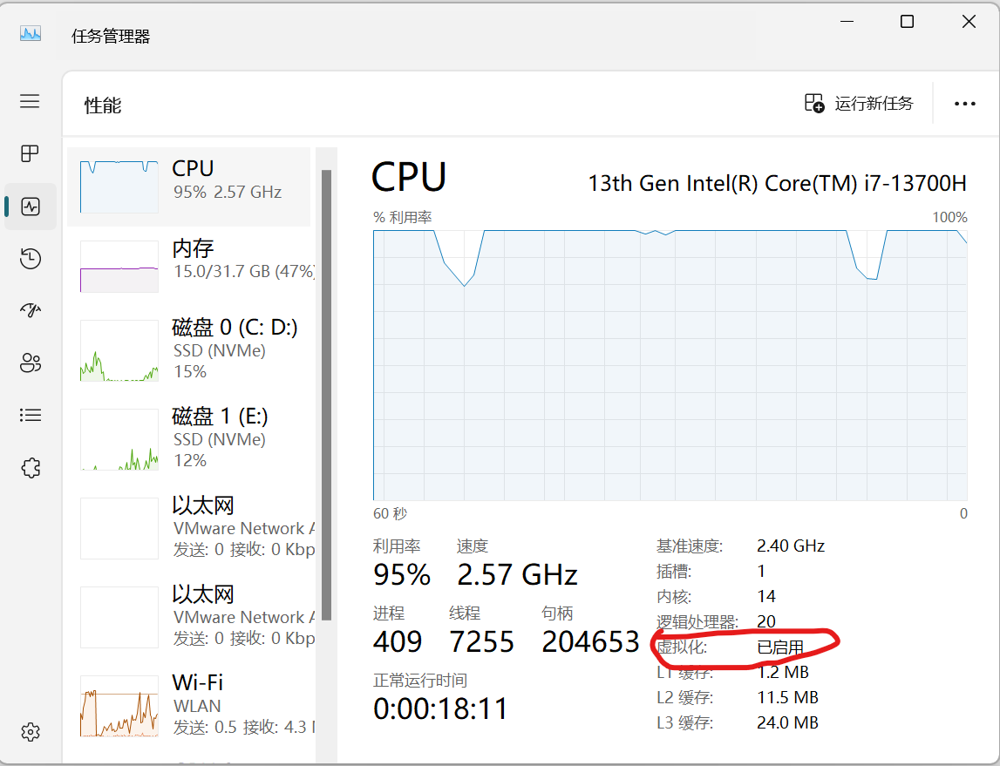 任务管理器
性能
运行新任务
CPU
95% 2.57 GHz
内存
15.0/31.7 GB (47%)
磁盘 0 (C: D:)
SSD (NVMe)
15%
磁盘 1 (E:)
SSD (NVMe)
12%
以太网
VMware Network A
发送: 0 接收: 0 Kbp
以太网
VMware Network A
发送: 0 接收: 0 Kbp
Wi-Fi
WLAN
发送: 0.5 接收: 4.3
CPU
13th Gen Intel(R) Core(TM) i7-13700H
% 利用率
100%
60 秒
0
利用率
速度
95%
2.57 GHz
进程
线程
句柄
409
7255
204653
正常运行时间
0:00:18:11
基准速度: 2.40 GHz
插槽: 1
内核: 14
逻辑处理器: 20
虚拟化: 已启用
L1 缓存: 1.2 MB
L2 缓存: 11.5 MB
L3 缓存: 24.0 MB